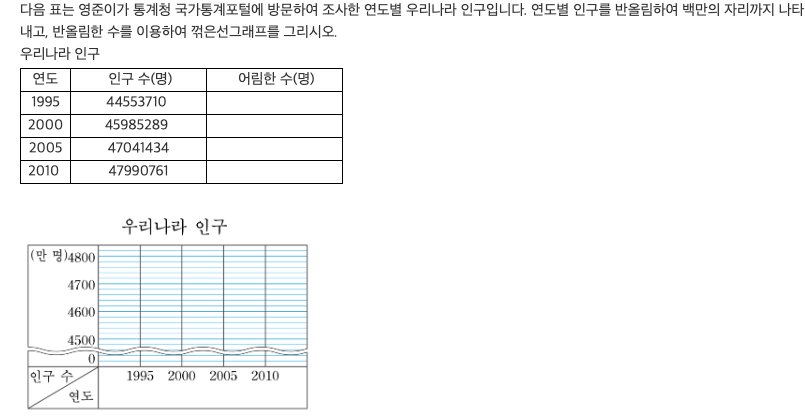 다음 표는 영준이가 통계청 국가통계포털에 방문하여 조사한 연도별 우리나라 인구입니다. 연도별 인구를 반올림하여 백만의 자리까지 나타
내고, 반올림한 수를 이용하여 꺾은선그래프를 그리시오.
우리나라 인구
연도 인구 수(명) 어림한 수(명)
1995 44553710
2000 45985289
2005 47041434
2010 47990761
우리나라 인구
(만 명) 4800
4700
4600
4500
0
인구 수 1995 2000 2005 2010
연도